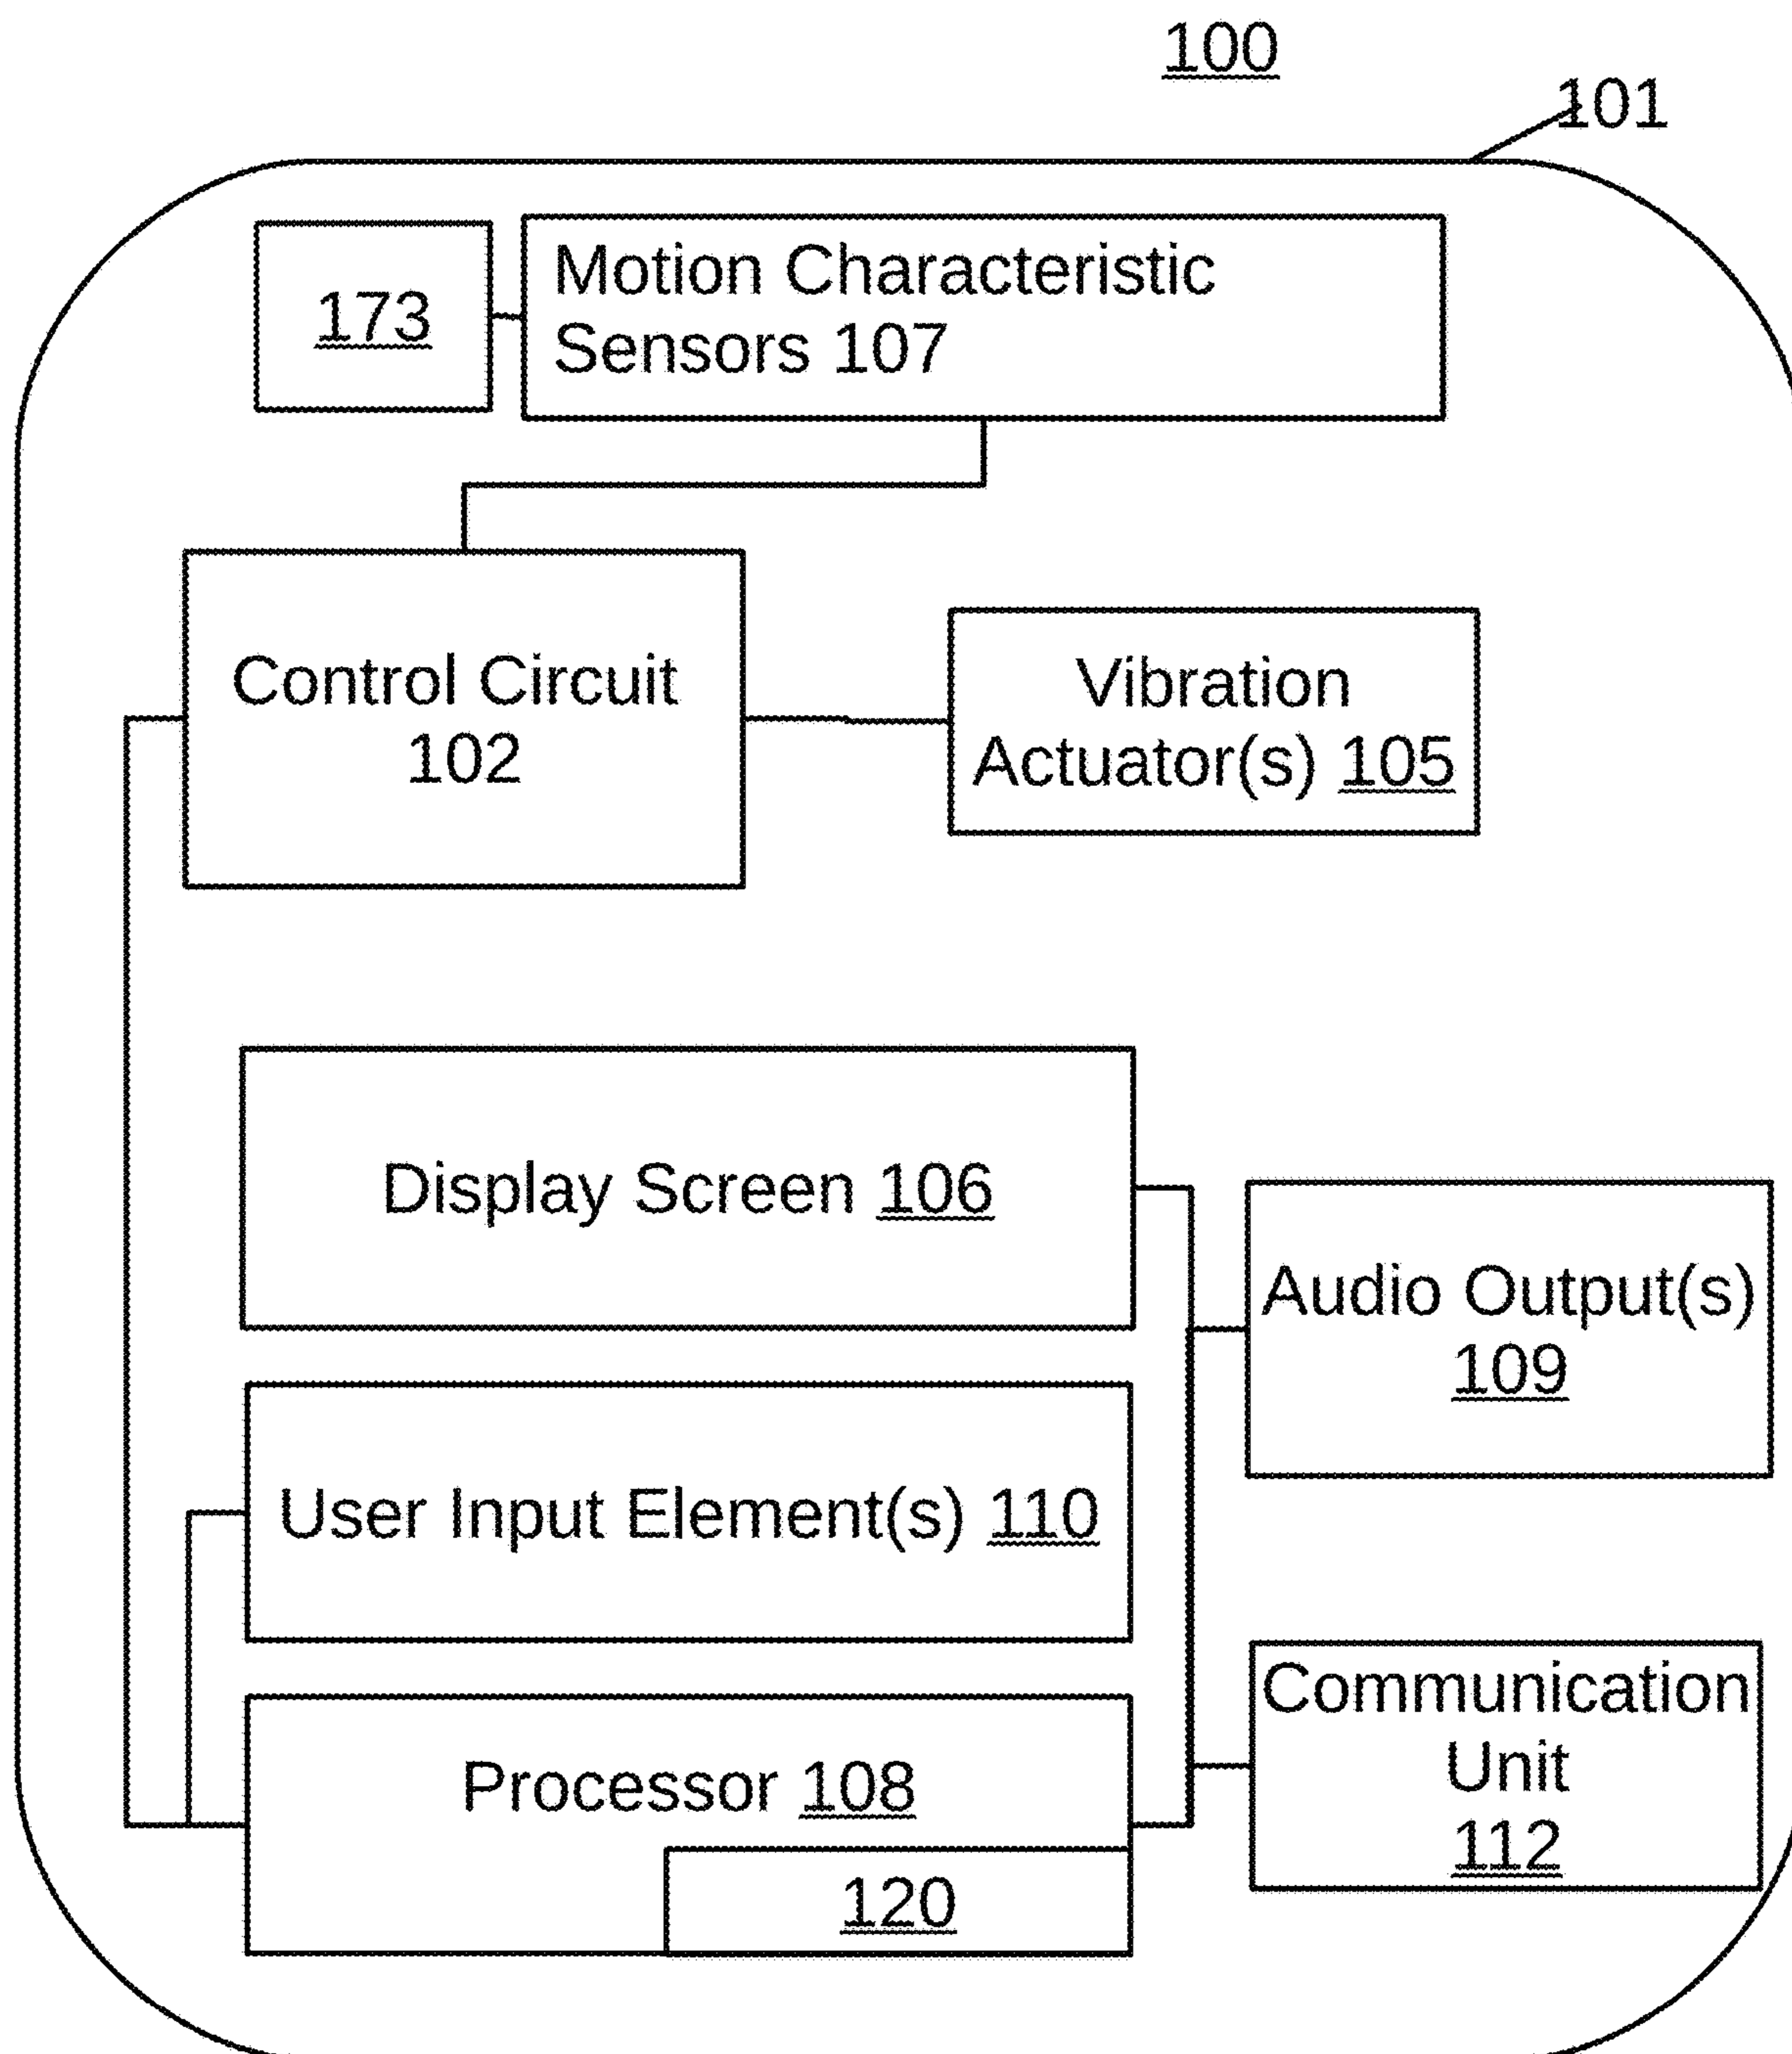 100
101
173
Motion Characteristic
Sensors 107
Control Circuit
102
Vibration
Actuator(s) 105
Display Screen 106
Audio Output(s)
109
User Input Element(s) 110
Communication
Unit
112
Processor 108
120